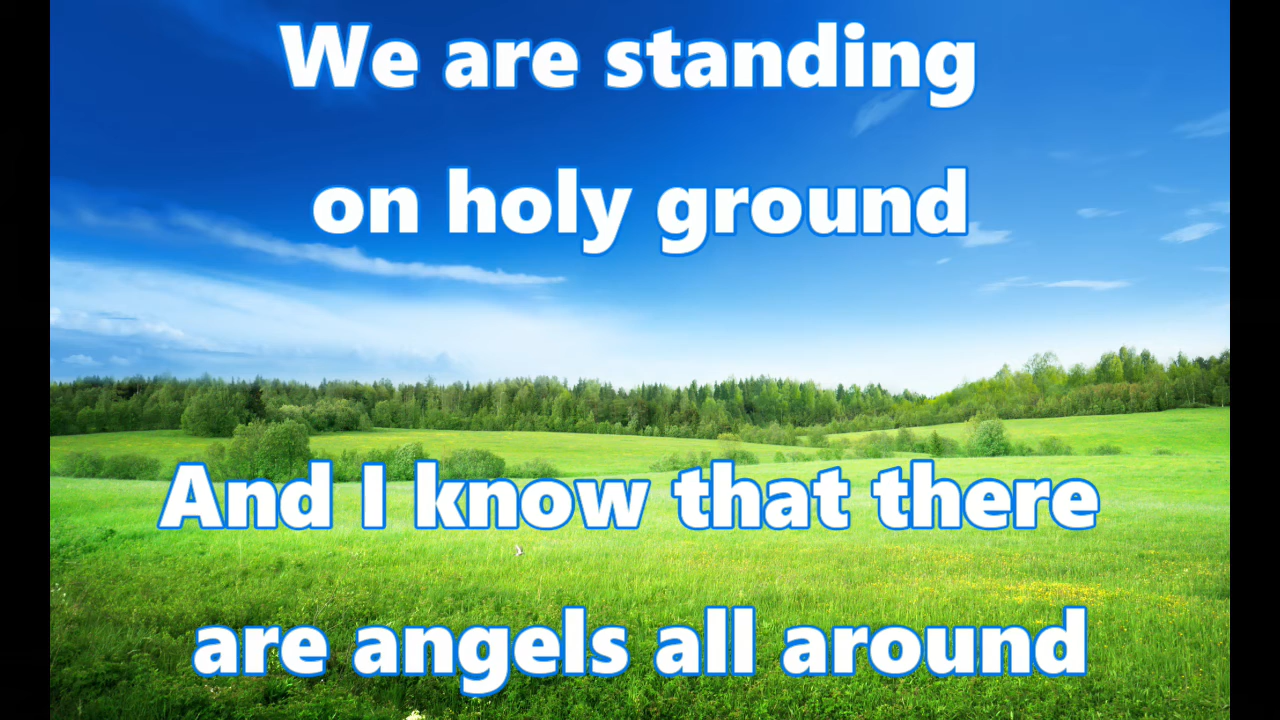 We are standing
on holy ground
And I know that there
are angels all around